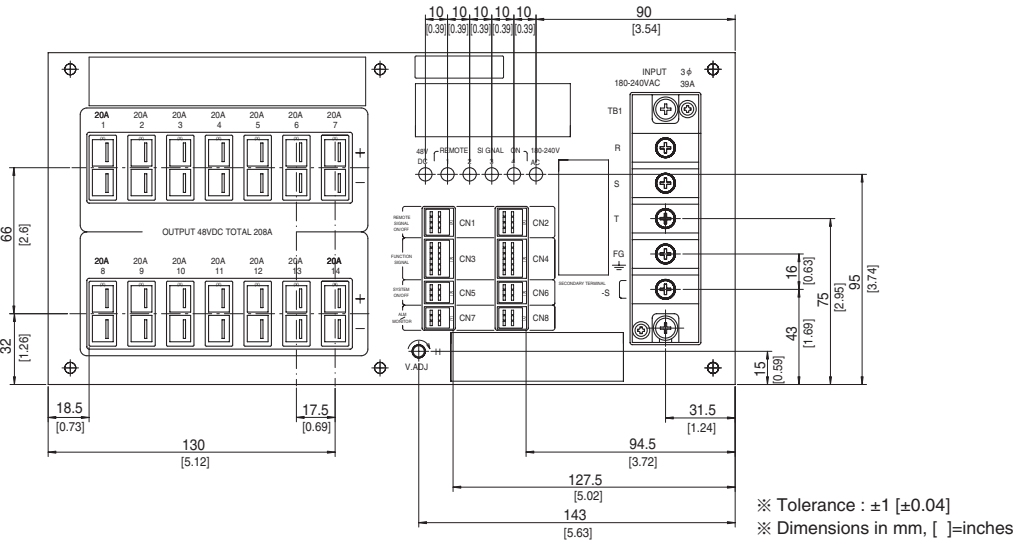 10 10 10 10 10 90
[0.39] [0.39] [0.39] [0.39] [0.39] [3.54]
INPUT 3φ
180-240VAC 39A
TB1
20A 20A 20A 20A 20A 20A 20A
1 2 3 4 5 6 7
+
−
R
S
T
FG
48V DC
REMOTE SIGNAL ON
1 2 3 4
180-240V AC
OUTPUT 48VDC TOTAL 208A
REMOTE SIGNAL ON/OFF
CN1 CN2
FUNCTION SIGNAL
CN3 CN4
SYSTEM ON/OFF
CN5 CN6
ALM MONITOR
CN7 CN8
SECONDARY TERMINAL
-S
20A 20A 20A 20A 20A 20A 20A
8 9 10 11 12 13 14
+
−
V.ADJ
H
66
[2.6]
32
[1.26]
16
[0.63]
43
[1.69]
75
[2.95]
95
[3.74]
15
[0.59]
18.5
[0.73]
17.5
[0.69]
31.5
[1.24]
130
[5.12]
94.5
[3.72]
127.5
[5.02]
143
[5.63]
※ Tolerance : ±1 [±0.04]
※ Dimensions in mm, [ ]=inches